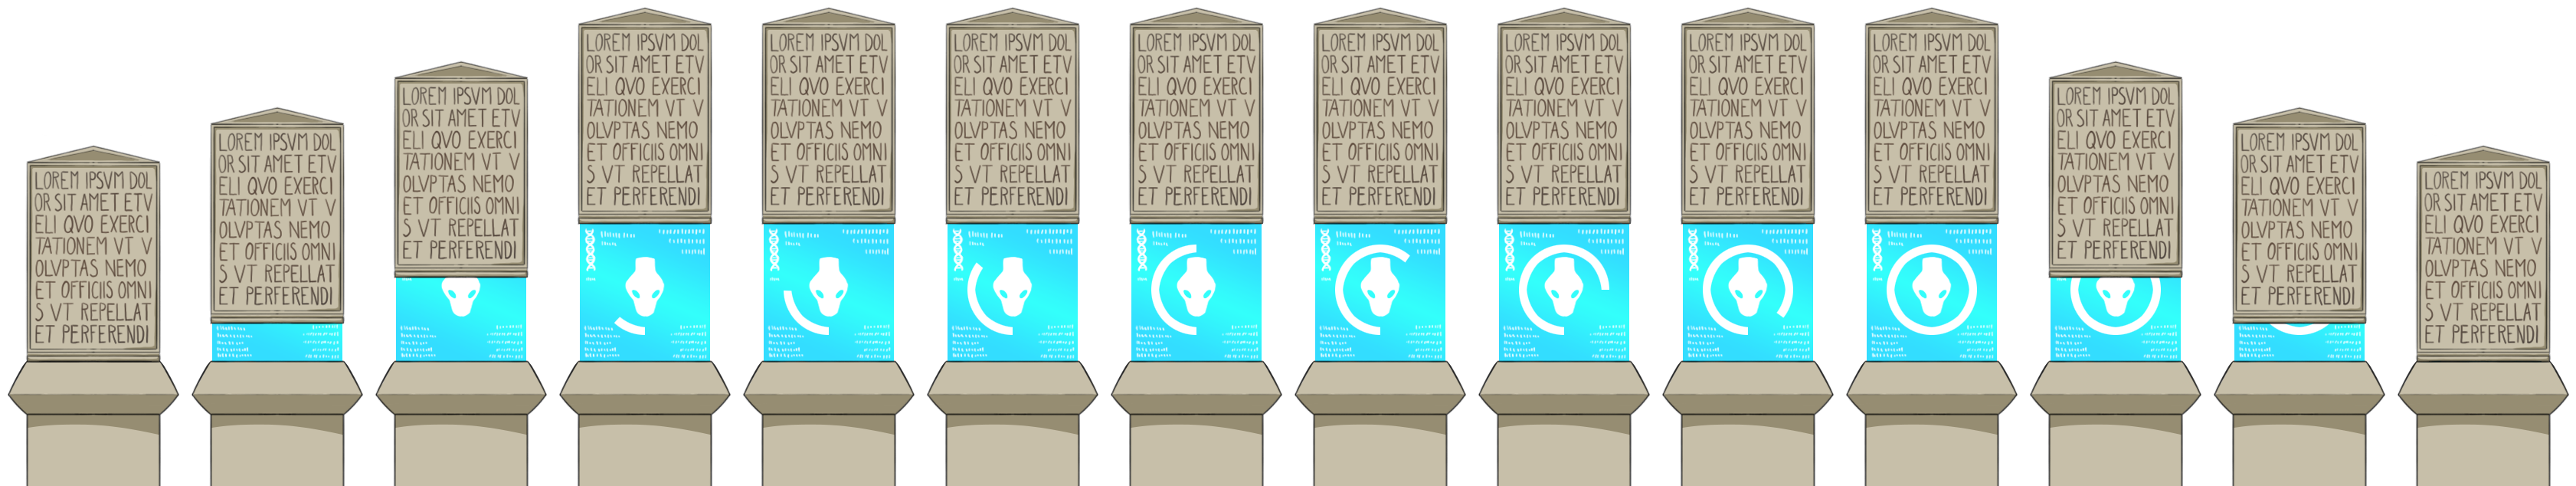 LOREM IPSVM DOL
OR SIT AMET ETV
ELI QVO EXERCI
TATIONEM VT V
OLVPTAS NEMO
ET OFFICIIS OMNI
S VT REPELLAT
ET PERFERENDI
LOREM IPSVM DOL
OR SIT AMET ETV
ELI QVO EXERCI
TATIONEM VT V
OLVPTAS NEMO
ET OFFICIIS OMNI
S VT REPELLAT
ET PERFERENDI
LOREM IPSVM DOL
OR SIT AMET ETV
ELI QVO EXERCI
TATIONEM VT V
OLVPTAS NEMO
ET OFFICIIS OMNI
S VT REPELLAT
ET PERFERENDI
LOREM IPSVM DOL
OR SIT AMET ETV
ELI QVO EXERCI
TATIONEM VT V
OLVPTAS NEMO
ET OFFICIIS OMNI
S VT REPELLAT
ET PERFERENDI
LOREM IPSVM DOL
OR SIT AMET ETV
ELI QVO EXERCI
TATIONEM VT V
OLVPTAS NEMO
ET OFFICIIS OMNI
S VT REPELLAT
ET PERFERENDI
LOREM IPSVM DOL
OR SIT AMET ETV
ELI QVO EXERCI
TATIONEM VT V
OLVPTAS NEMO
ET OFFICIIS OMNI
S VT REPELLAT
ET PERFERENDI
LOREM IPSVM DOL
OR SIT AMET ETV
ELI QVO EXERCI
TATIONEM VT V
OLVPTAS NEMO
ET OFFICIIS OMNI
S VT REPELLAT
ET PERFERENDI
LOREM IPSVM DOL
OR SIT AMET ETV
ELI QVO EXERCI
TATIONEM VT V
OLVPTAS NEMO
ET OFFICIIS OMNI
S VT REPELLAT
ET PERFERENDI
LOREM IPSVM DOL
OR SIT AMET ETV
ELI QVO EXERCI
TATIONEM VT V
OLVPTAS NEMO
ET OFFICIIS OMNI
S VT REPELLAT
ET PERFERENDI
LOREM IPSVM DOL
OR SIT AMET ETV
ELI QVO EXERCI
TATIONEM VT V
OLVPTAS NEMO
ET OFFICIIS OMNI
S VT REPELLAT
ET PERFERENDI
LOREM IPSVM DOL
OR SIT AMET ETV
ELI QVO EXERCI
TATIONEM VT V
OLVPTAS NEMO
ET OFFICIIS OMNI
S VT REPELLAT
ET PERFERENDI
LOREM IPSVM DOL
OR SIT AMET ETV
ELI QVO EXERCI
TATIONEM VT V
OLVPTAS NEMO
ET OFFICIIS OMNI
S VT REPELLAT
ET PERFERENDI
LOREM IPSVM DOL
OR SIT AMET ETV
ELI QVO EXERCI
TATIONEM VT V
OLVPTAS NEMO
ET OFFICIIS OMNI
S VT REPELLAT
ET PERFERENDI
LOREM IPSVM DOL
OR SIT AMET ETV
ELI QVO EXERCI
TATIONEM VT V
OLVPTAS NEMO
ET OFFICIIS OMNI
S VT REPELLAT
ET PERFERENDI